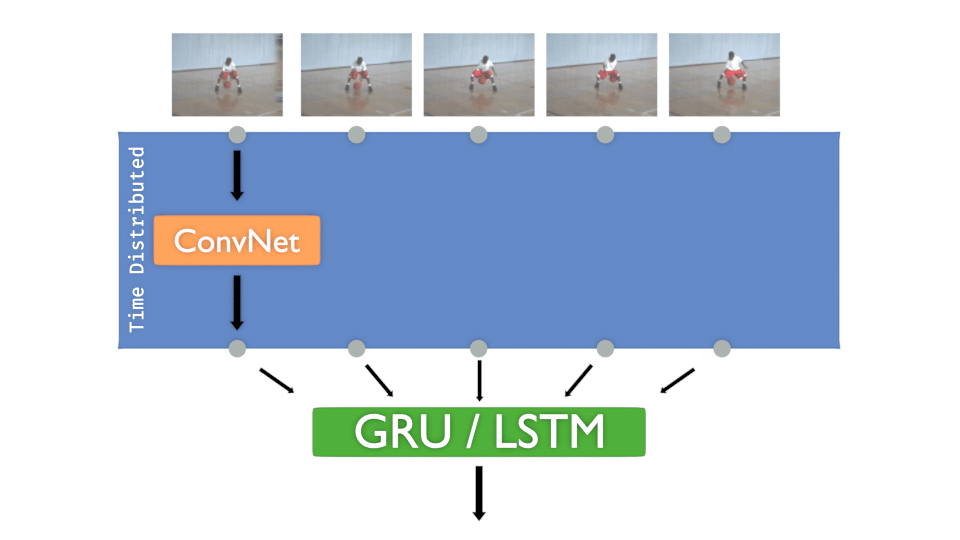 Time Distributed
ConvNet
GRU / LSTM